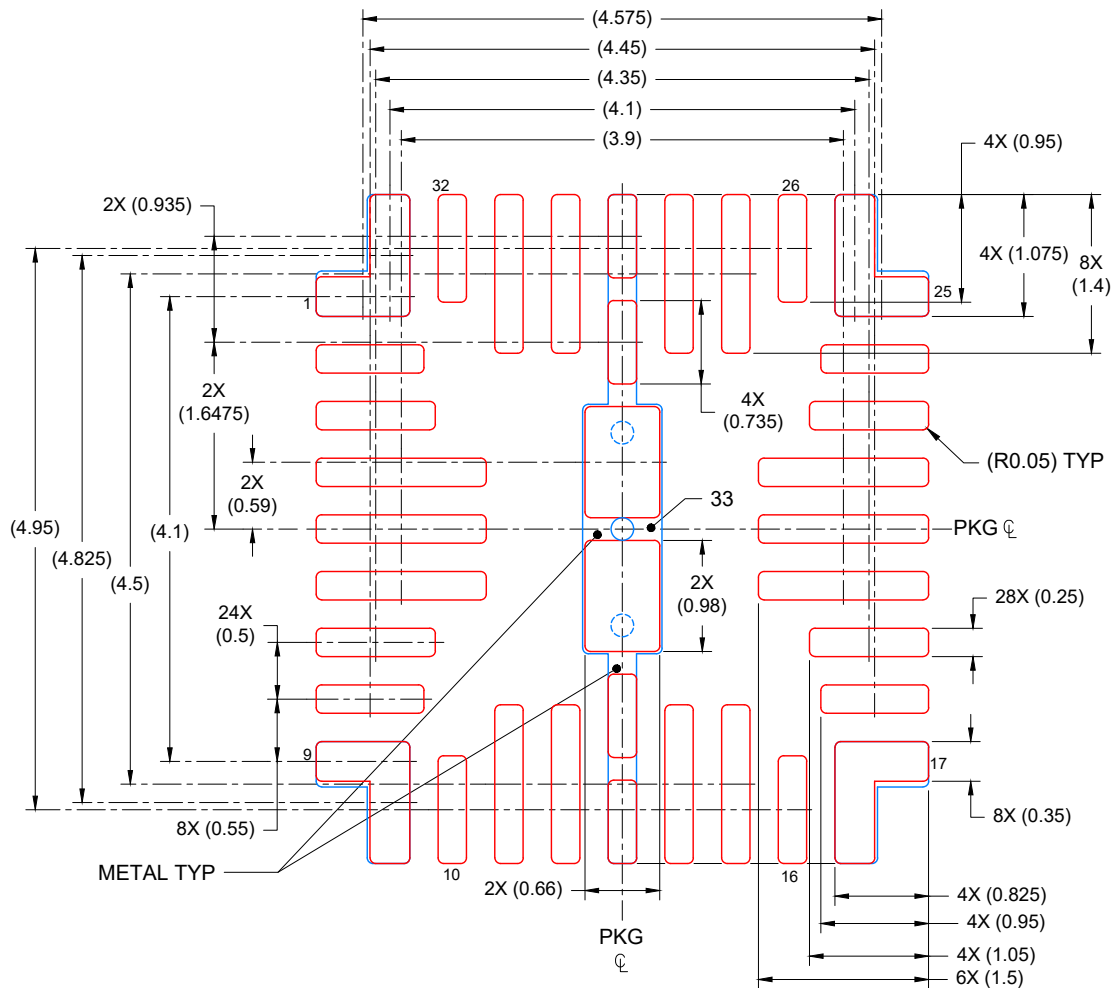 (4.575)
(4.45)
(4.35)
(4.1)
(3.9)
4X (0.95)
32
26
2X (0.935)
4X (1.075)
8X
(1.4)
1
25
2X
(1.6475)
4X
(0.735)
(R0.05) TYP
2X
(0.59)
33
(4.95)
(4.825)
(4.5)
(4.1)
PKG ℄
2X
(0.98)
24X
(0.5)
28X (0.25)
9
17
8X (0.55)
8X (0.35)
METAL TYP
10
16
2X (0.66)
4X (0.825)
4X (0.95)
4X (1.05)
6X (1.5)
PKG
℄